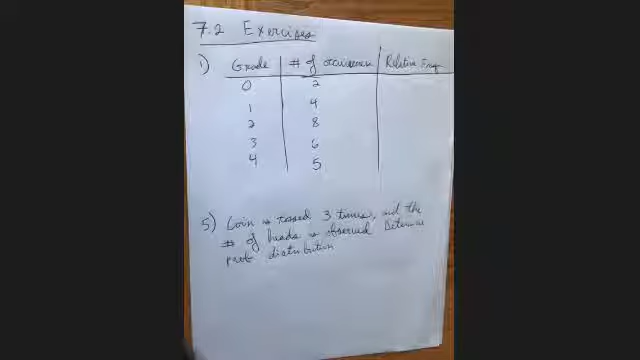 7.2 Exercises
1) Grade # of occurrences Relative Freq
0 2
1 4
2 8
3 6
4 5
5) Coin is tossed 3 times, and the
# of heads is observed Determine
prob distribution